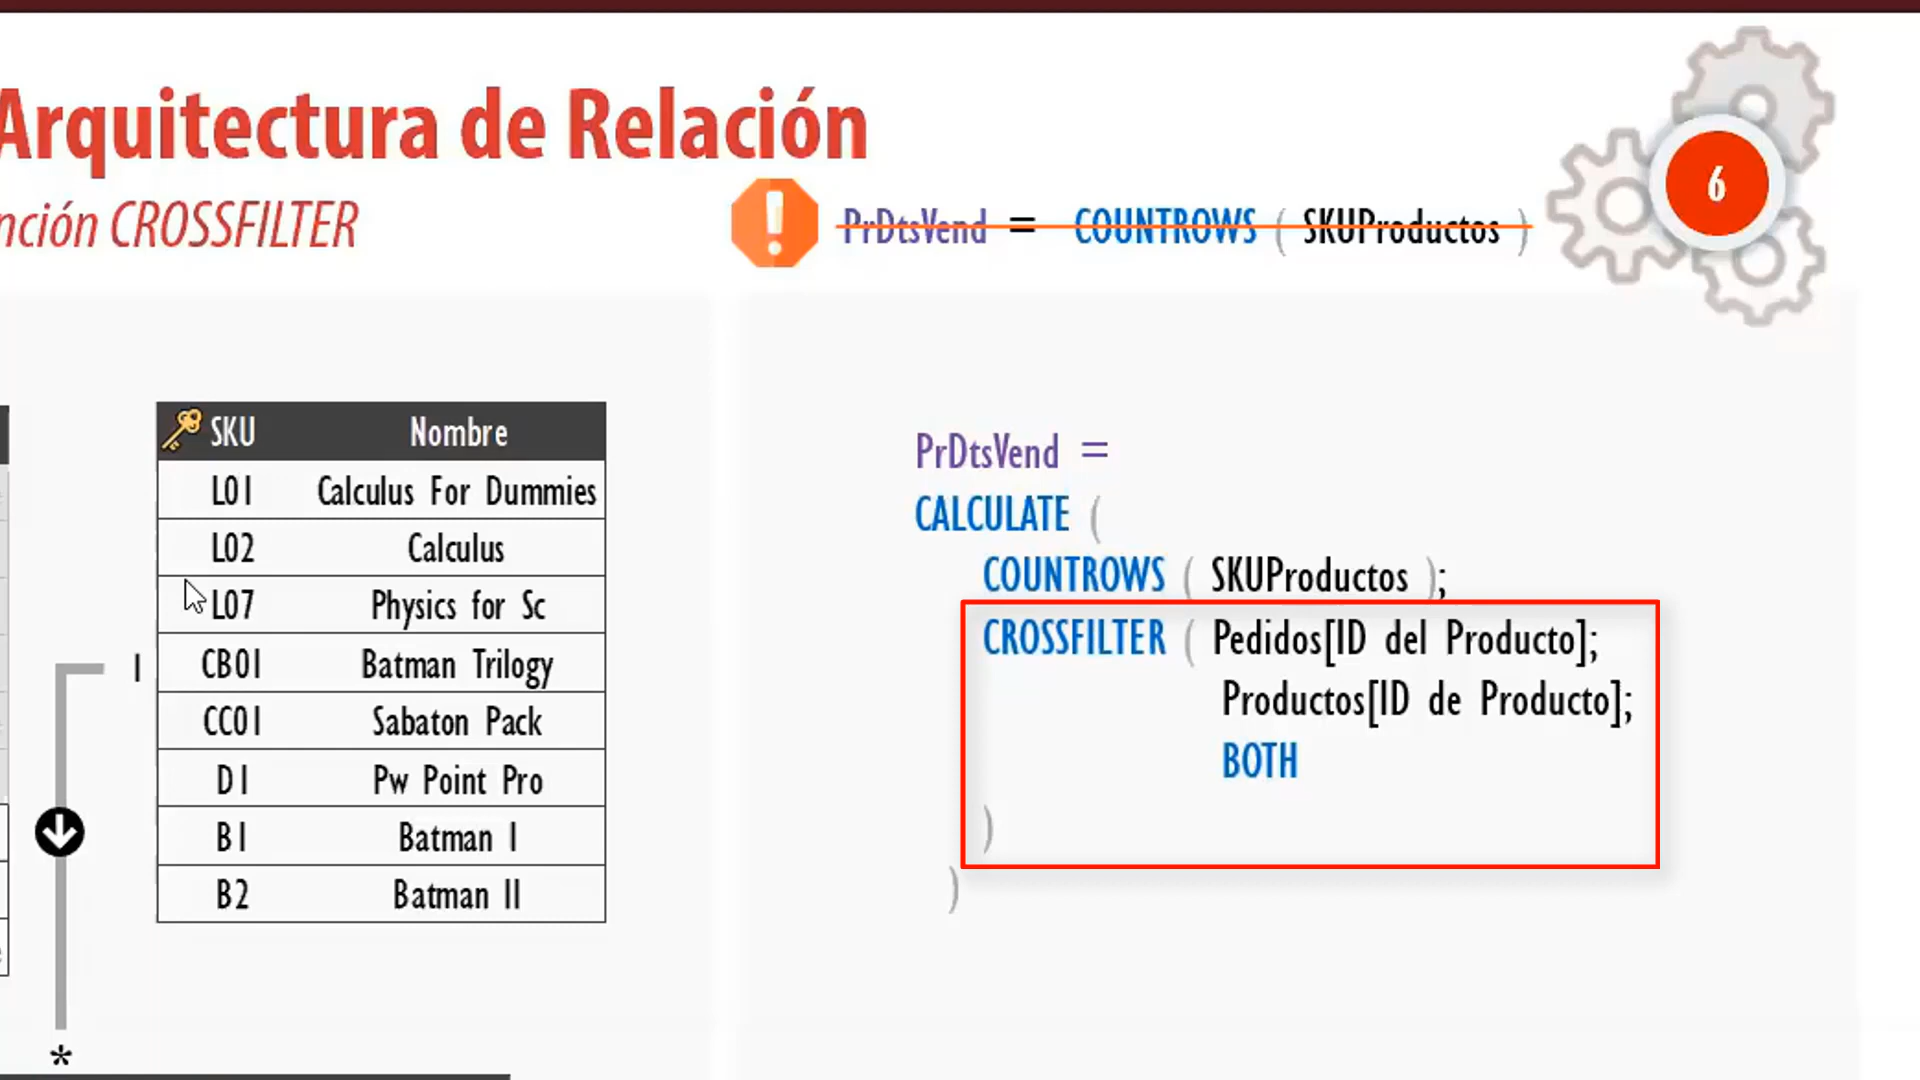 Arquitectura de Relación
nción CROSSFILTER
PrDtsVend = COUNTROWS ( SKUProductos )
6
SKU Nombre
L01 Calculus For Dummies
L02 Calculus
L07 Physics for Sc
CB01 Batman Trilogy
CC01 Sabaton Pack
D1 Pw Point Pro
B1 Batman I
B2 Batman II
1
*
PrDtsVend =
CALCULATE (
COUNTROWS ( SKUProductos );
CROSSFILTER ( Pedidos[ID del Producto];
Productos[ID de Producto];
BOTH
)
)